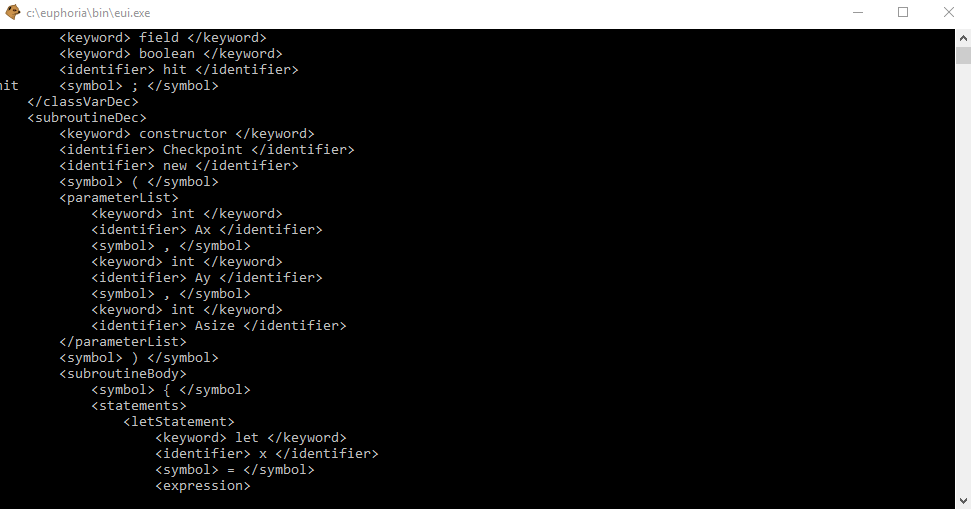 c:\euphoria\bin\eui.exe
<keyword> field </keyword>
<keyword> boolean </keyword>
<identifier> hit </identifier>
nit     <symbol> ; </symbol>
</classVarDec>
<subroutineDec>
<keyword> constructor </keyword>
<identifier> Checkpoint </identifier>
<identifier> new </identifier>
<symbol> ( </symbol>
<parameterList>
<keyword> int </keyword>
<identifier> Ax </identifier>
<symbol> , </symbol>
<keyword> int </keyword>
<identifier> Ay </identifier>
<symbol> , </symbol>
<keyword> int </keyword>
<identifier> Asize </identifier>
</parameterList>
<symbol> ) </symbol>
<subroutineBody>
<symbol> { </symbol>
<statements>
<letStatement>
<keyword> let </keyword>
<identifier> x </identifier>
<symbol> = </symbol>
<expression>